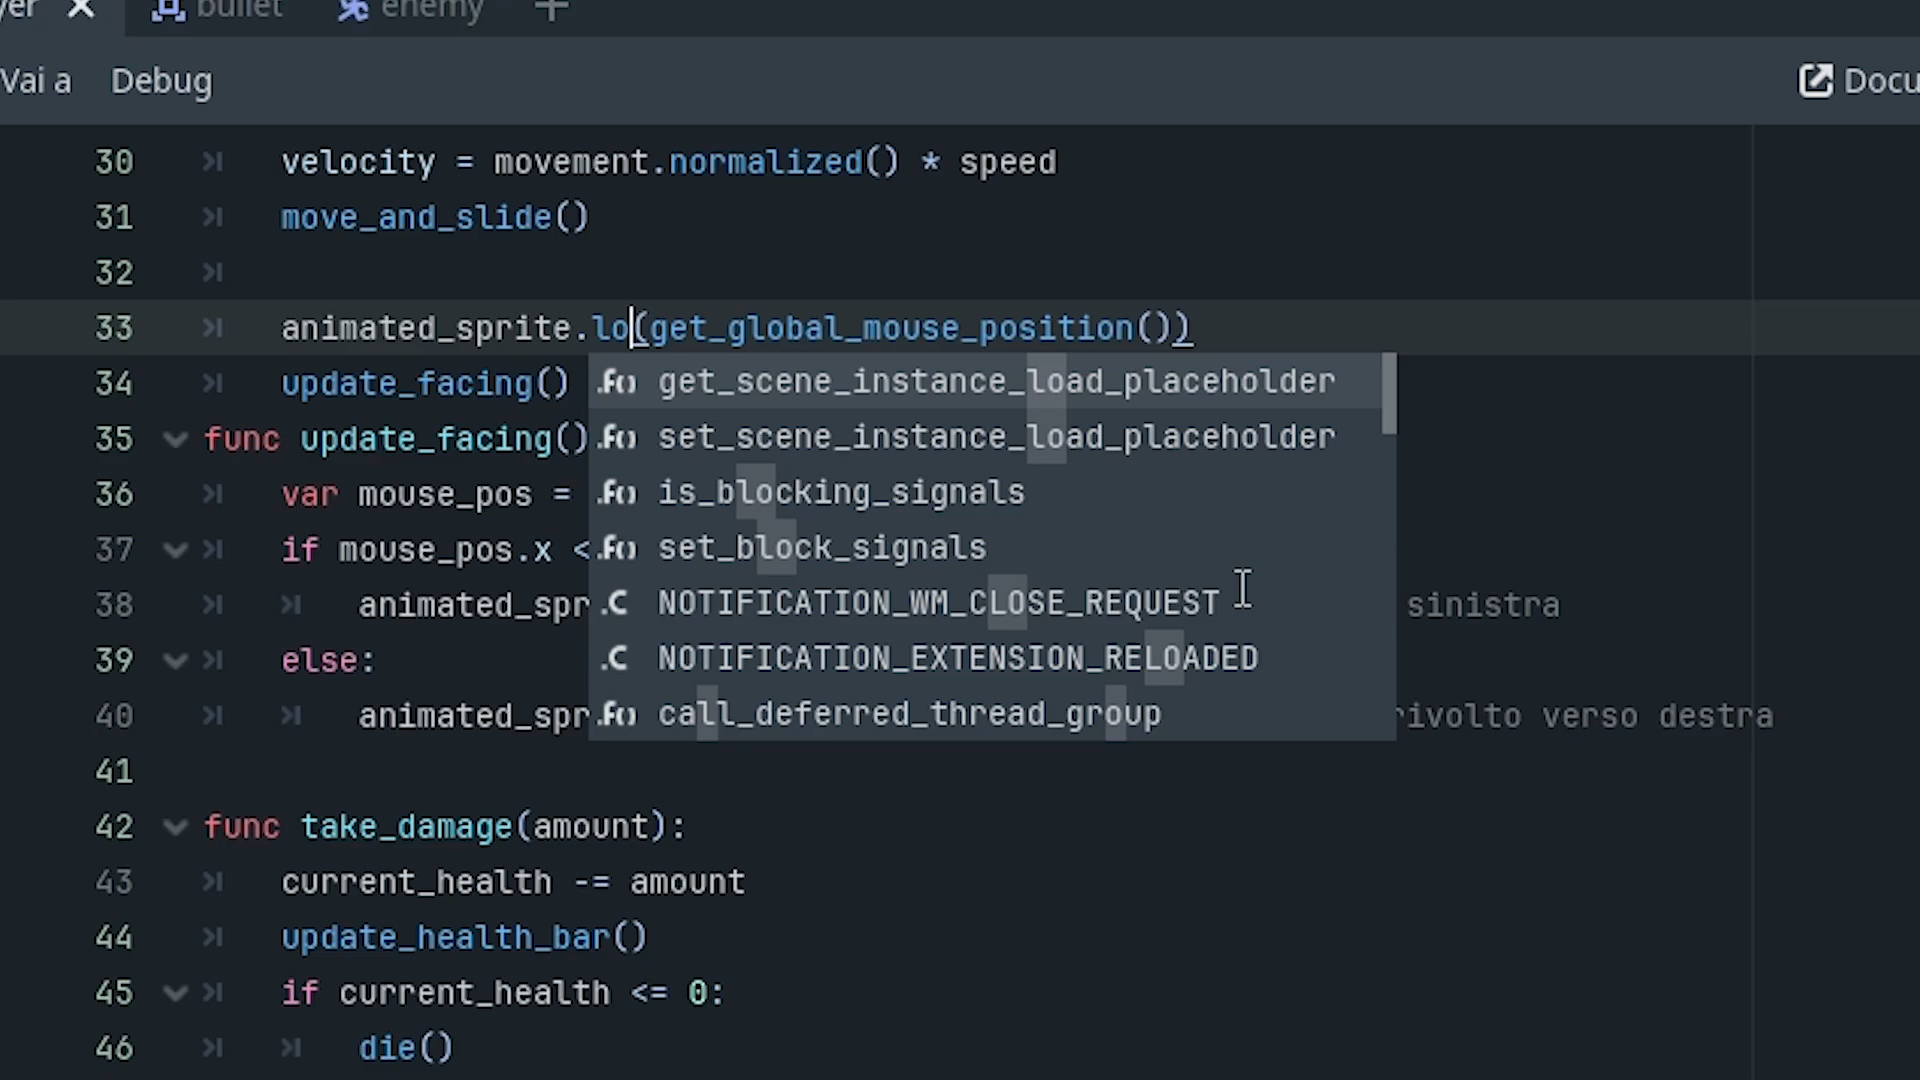 bullet
enemy
Vai a Debug
Docu
30 velocity = movement.normalized() * speed
31 move_and_slide()
32
33 animated_sprite.lo(get_global_mouse_position())
34 update_facing()
get_scene_instance_load_placeholder
35 func update_facing()
set_scene_instance_load_placeholder
36 var mouse_pos =
is_blocking_signals
37 if mouse_pos.x <
set_block_signals
38 animated_spr
NOTIFICATION_WM_CLOSE_REQUEST
sinistra
39 else:
NOTIFICATION_EXTENSION_RELOADED
40 animated_spr
call_deferred_thread_group
rivolto verso destra
41
42 func take_damage(amount):
43 current_health -= amount
44 update_health_bar()
45 if current_health <= 0:
46 die()